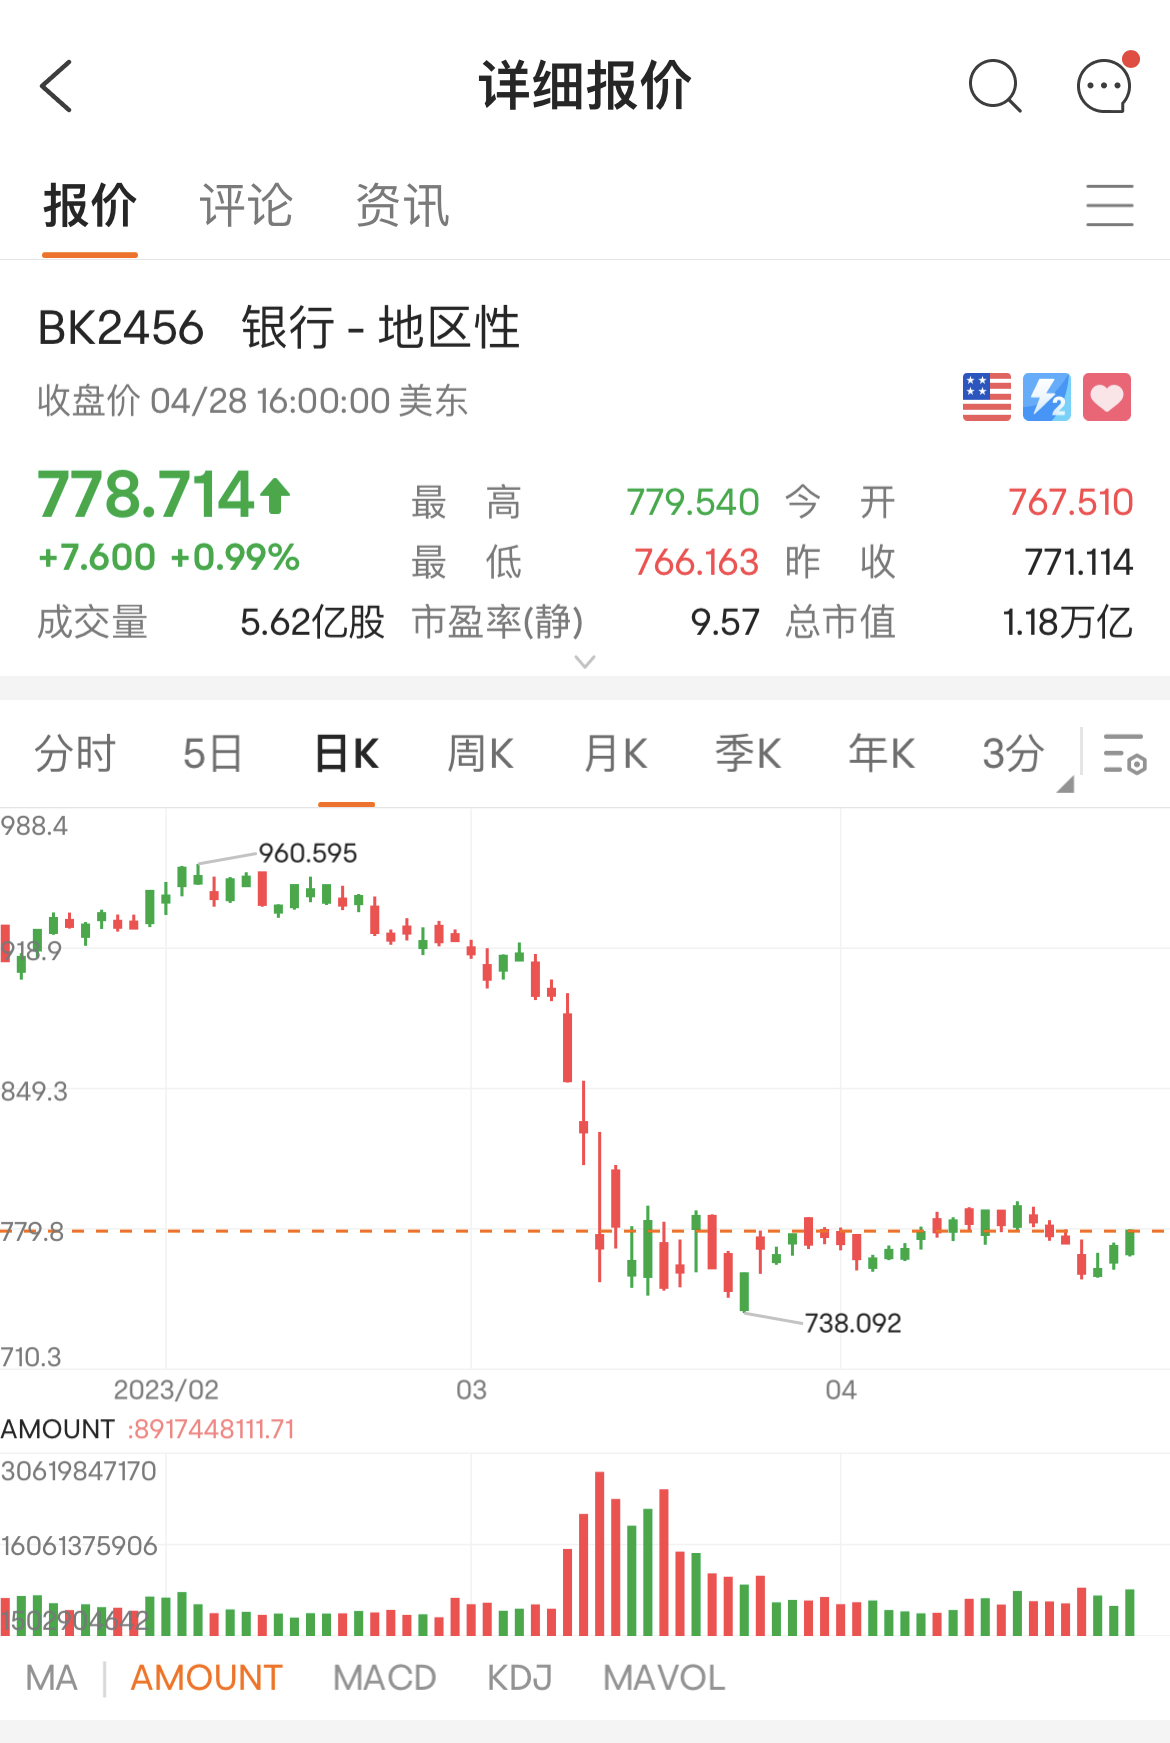 详细报价
报价 评论 资讯
BK2456 银行 - 地区性
收盘价 04/28 16:00:00 美东
2
778.714
最高 779.540 今开 767.510
+7.600 +0.99%
最低 766.163 昨收 771.114
成交量 5.62亿股 市盈率(静) 9.57 总市值 1.18万亿
分时 5日 日K 周K 月K 季K 年K 3分
988.4
960.595
918.9
849.3
779.8
738.092
710.3
2023/02 03 04
AMOUNT :8917448111.71
30619847170
16061375906
1502904642
MA AMOUNT MACD KDJ MAVOL